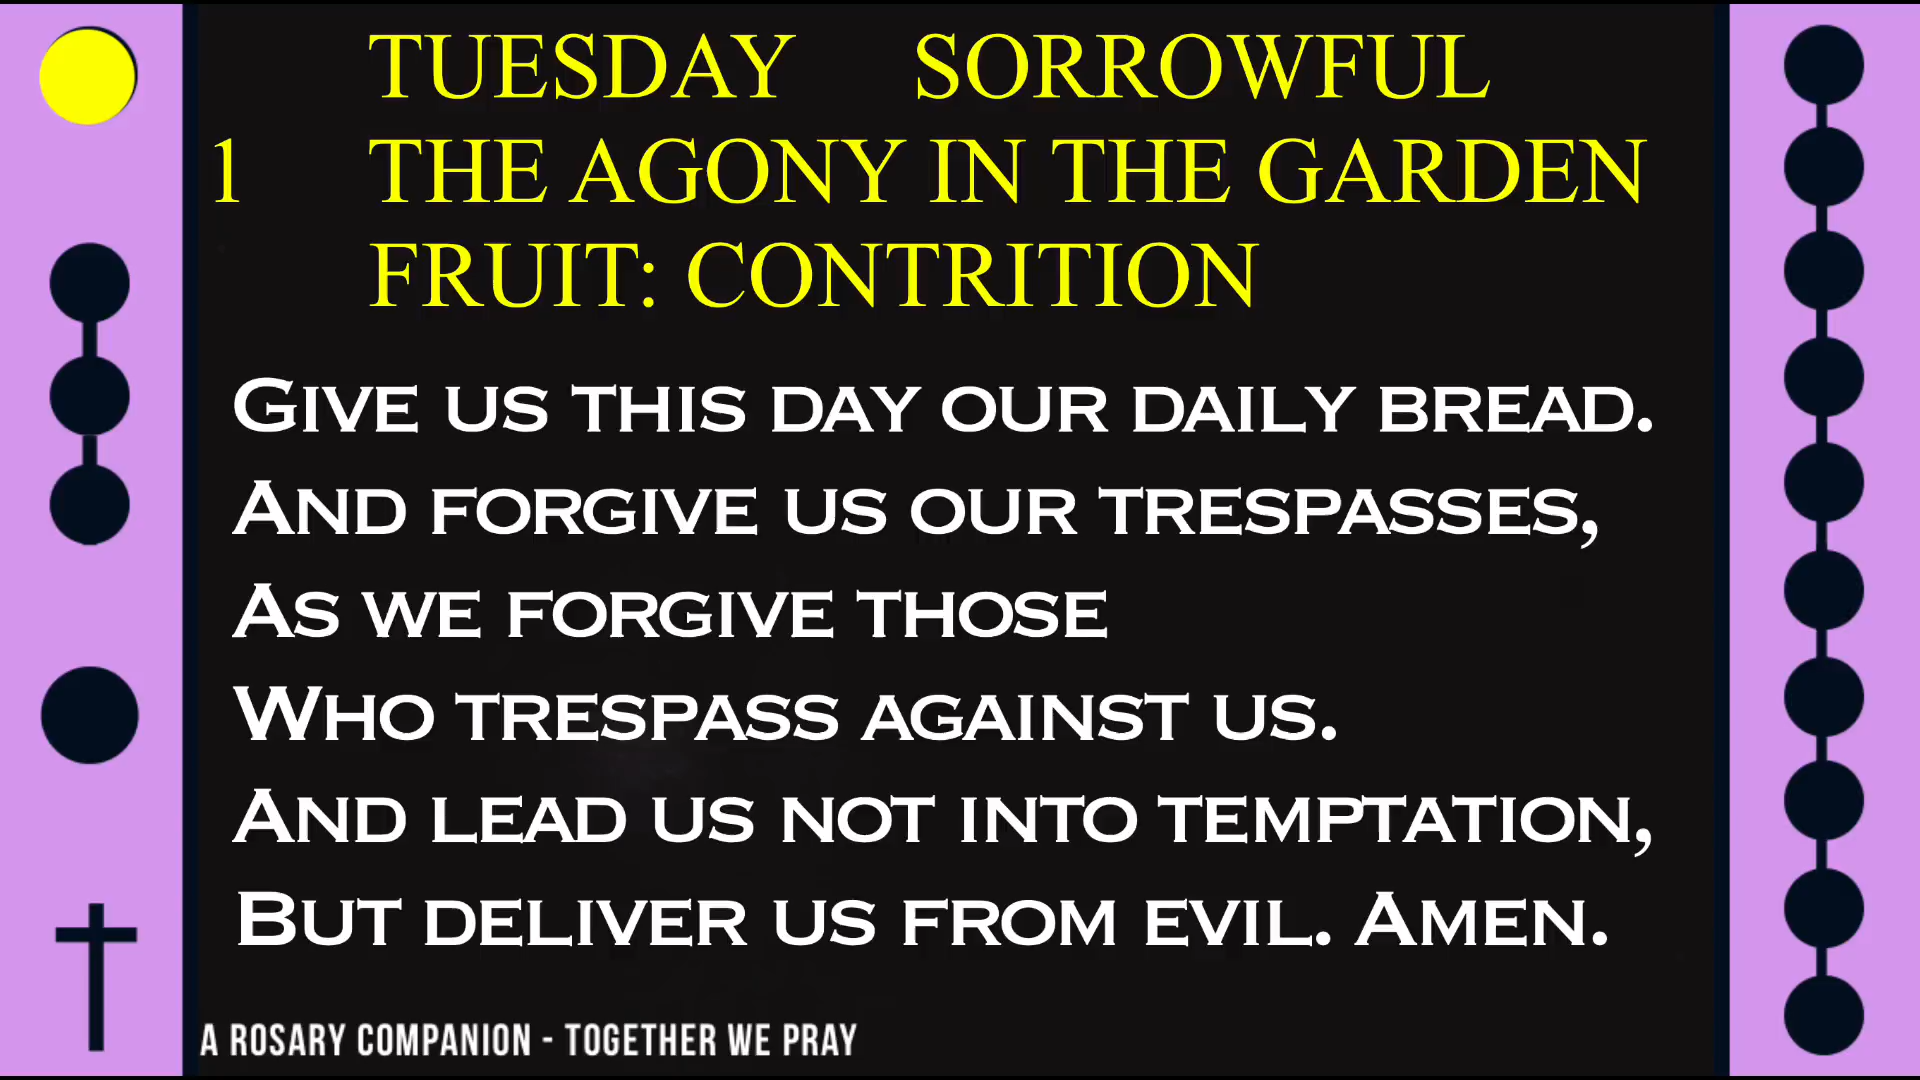 TUESDAY SORROWFUL
1 THE AGONY IN THE GARDEN
FRUIT: CONTRITION
GIVE US THIS DAY OUR DAILY BREAD.
AND FORGIVE US OUR TRESPASSES,
AS WE FORGIVE THOSE
WHO TRESPASS AGAINST US.
AND LEAD US NOT INTO TEMPTATION,
BUT DELIVER US FROM EVIL. AMEN.
A ROSARY COMPANION - TOGETHER WE PRAY